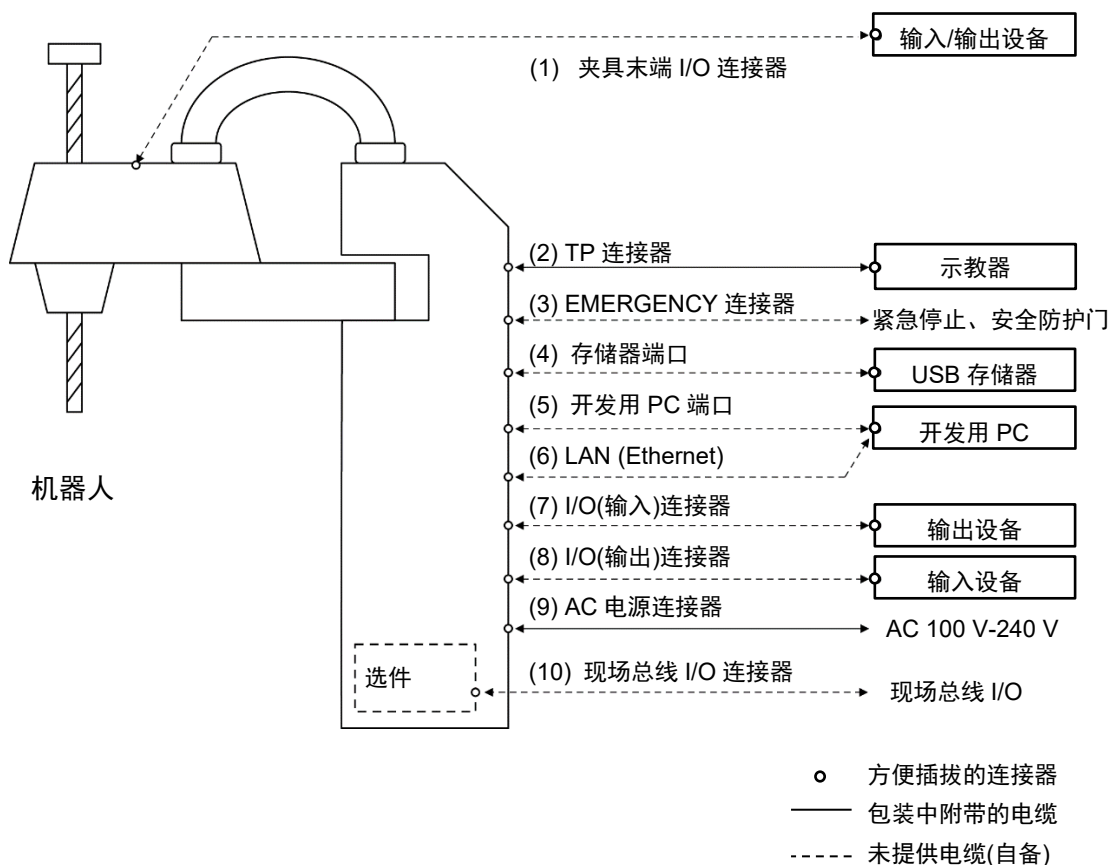 输入/输出设备
(1) 夹具末端 I/O 连接器
(2) TP 连接器
示教器
(3) EMERGENCY 连接器
紧急停止、安全防护门
(4) 存储器端口
USB 存储器
(5) 开发用 PC 端口
开发用 PC
(6) LAN (Ethernet)
机器人
(7) I/O(输入)连接器
输出设备
(8) I/O(输出)连接器
输入设备
(9) AC 电源连接器
AC 100 V-240 V
选件
(10) 现场总线 I/O 连接器
现场总线 I/O
方便插拔的连接器
包装中附带的电缆
未提供电缆(自备)